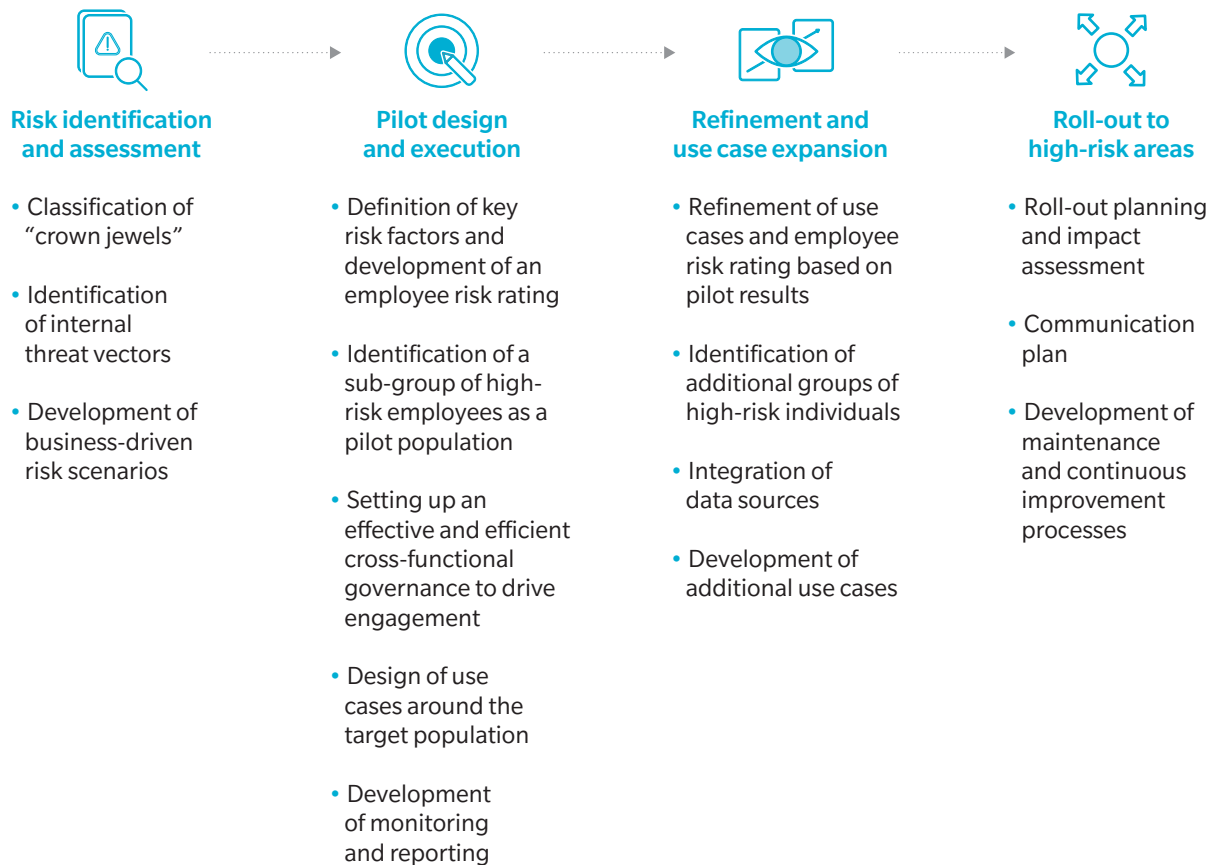 Risk identification
and assessment
• Classification of
“crown jewels”
• Identification
of internal
threat vectors
• Development of
business-driven
risk scenarios
Pilot design
and execution
• Definition of key
risk factors and
development of an
employee risk rating
• Identification of a
sub-group of high-
risk employees as a
pilot population
• Setting up an
effective and efficient
cross-functional
governance to drive
engagement
• Design of use
cases around the
target population
• Development
of monitoring
and reporting
Refinement and
use case expansion
• Refinement of use
cases and employee
risk rating based on
pilot results
• Identification of
additional groups of
high-risk individuals
• Integration of
data sources
• Development of
additional use cases
Roll-out to
high-risk areas
• Roll-out planning
and impact
assessment
• Communication
plan
• Development of
maintenance
and continuous
improvement
processes